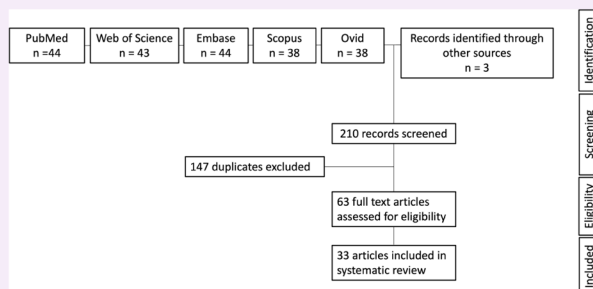 PubMed
n =44
Web of Science
n = 43
Embase
n = 44
Scopus
n = 38
Ovid
n = 38
Records identified through
other sources
n = 3
Identification
210 records screened
Screening
147 duplicates excluded
63 full text articles
assessed for eligibility
Eligibility
33 articles included in
systematic review
Included